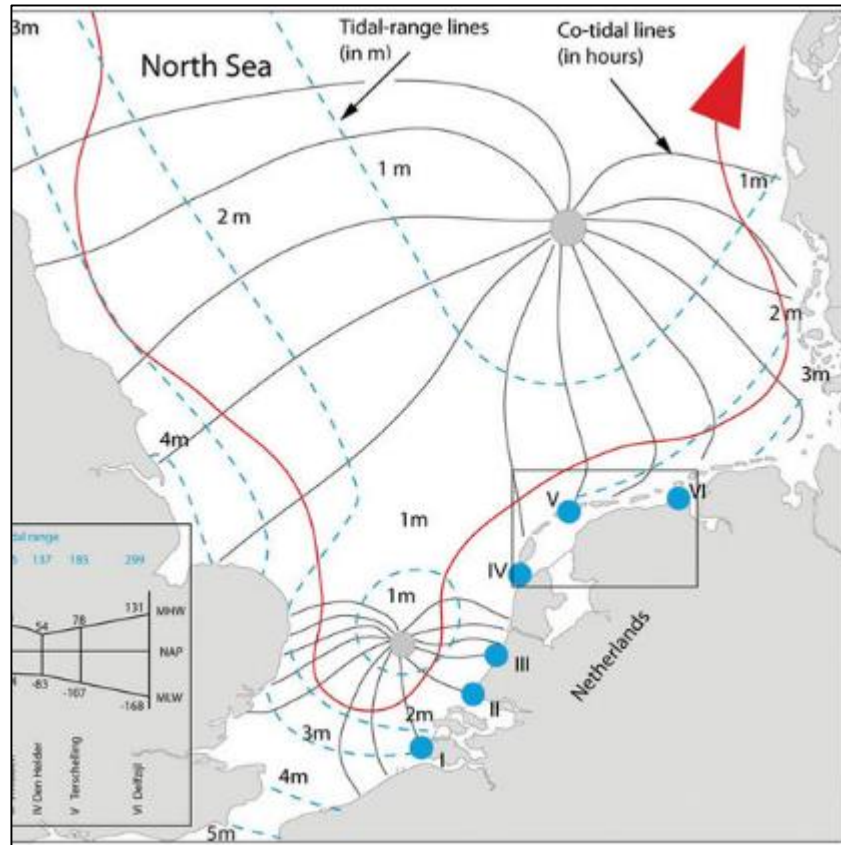 3m
North Sea
Tidal-range lines
(in m)
Co-tidal lines
(in hours)
1 m
1m
2 m
2 m
3m
4m
1m
V
VI
IV
1m
III
II
Netherlands
2m
I
3m
4m
5m
range
137 185 299
131
MHW
54 78
NAP
-83
-107
-168
MLW
IV Den Helder
V Terschelling
VI Delfzijl